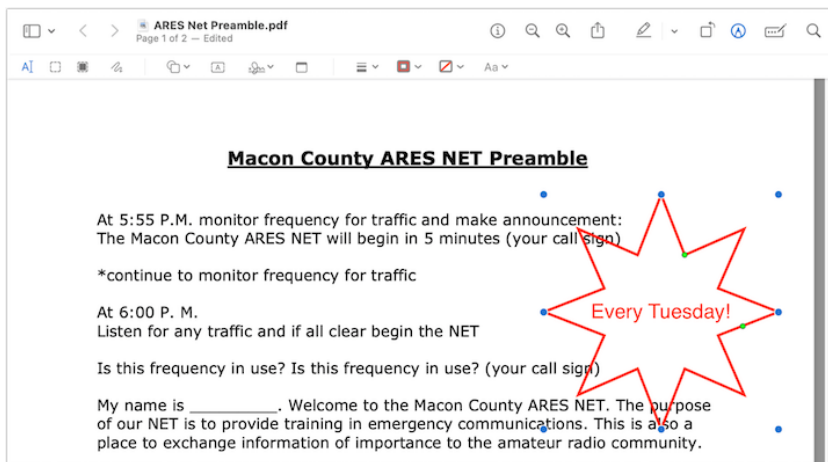 ARES Net Preamble.pdf
Page 1 of 2 — Edited
Aa
Macon County ARES NET Preamble
At 5:55 P.M. monitor frequency for traffic and make announcement:
The Macon County ARES NET will begin in 5 minutes (your call sign)
*continue to monitor frequency for traffic
At 6:00 P. M.
Listen for any traffic and if all clear begin the NET
Every Tuesday!
Is this frequency in use? Is this frequency in use? (your call sign)
My name is __________. Welcome to the Macon County ARES NET. The purpose
of our NET is to provide training in emergency communications. This is also a
place to exchange information of importance to the amateur radio community.